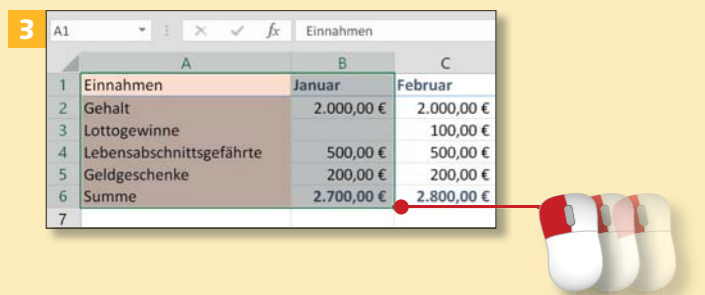 3
A1 fx Einnahmen
A B C
1 Einnahmen Januar Februar
2 Gehalt 2.000,00 € 2.000,00 €
3 Lottogewinne 100,00 €
4 Lebensabschnittsgefährte 500,00 € 500,00 €
5 Geldgeschenke 200,00 € 200,00 €
6 Summe 2.700,00 € 2.800,00 €
7